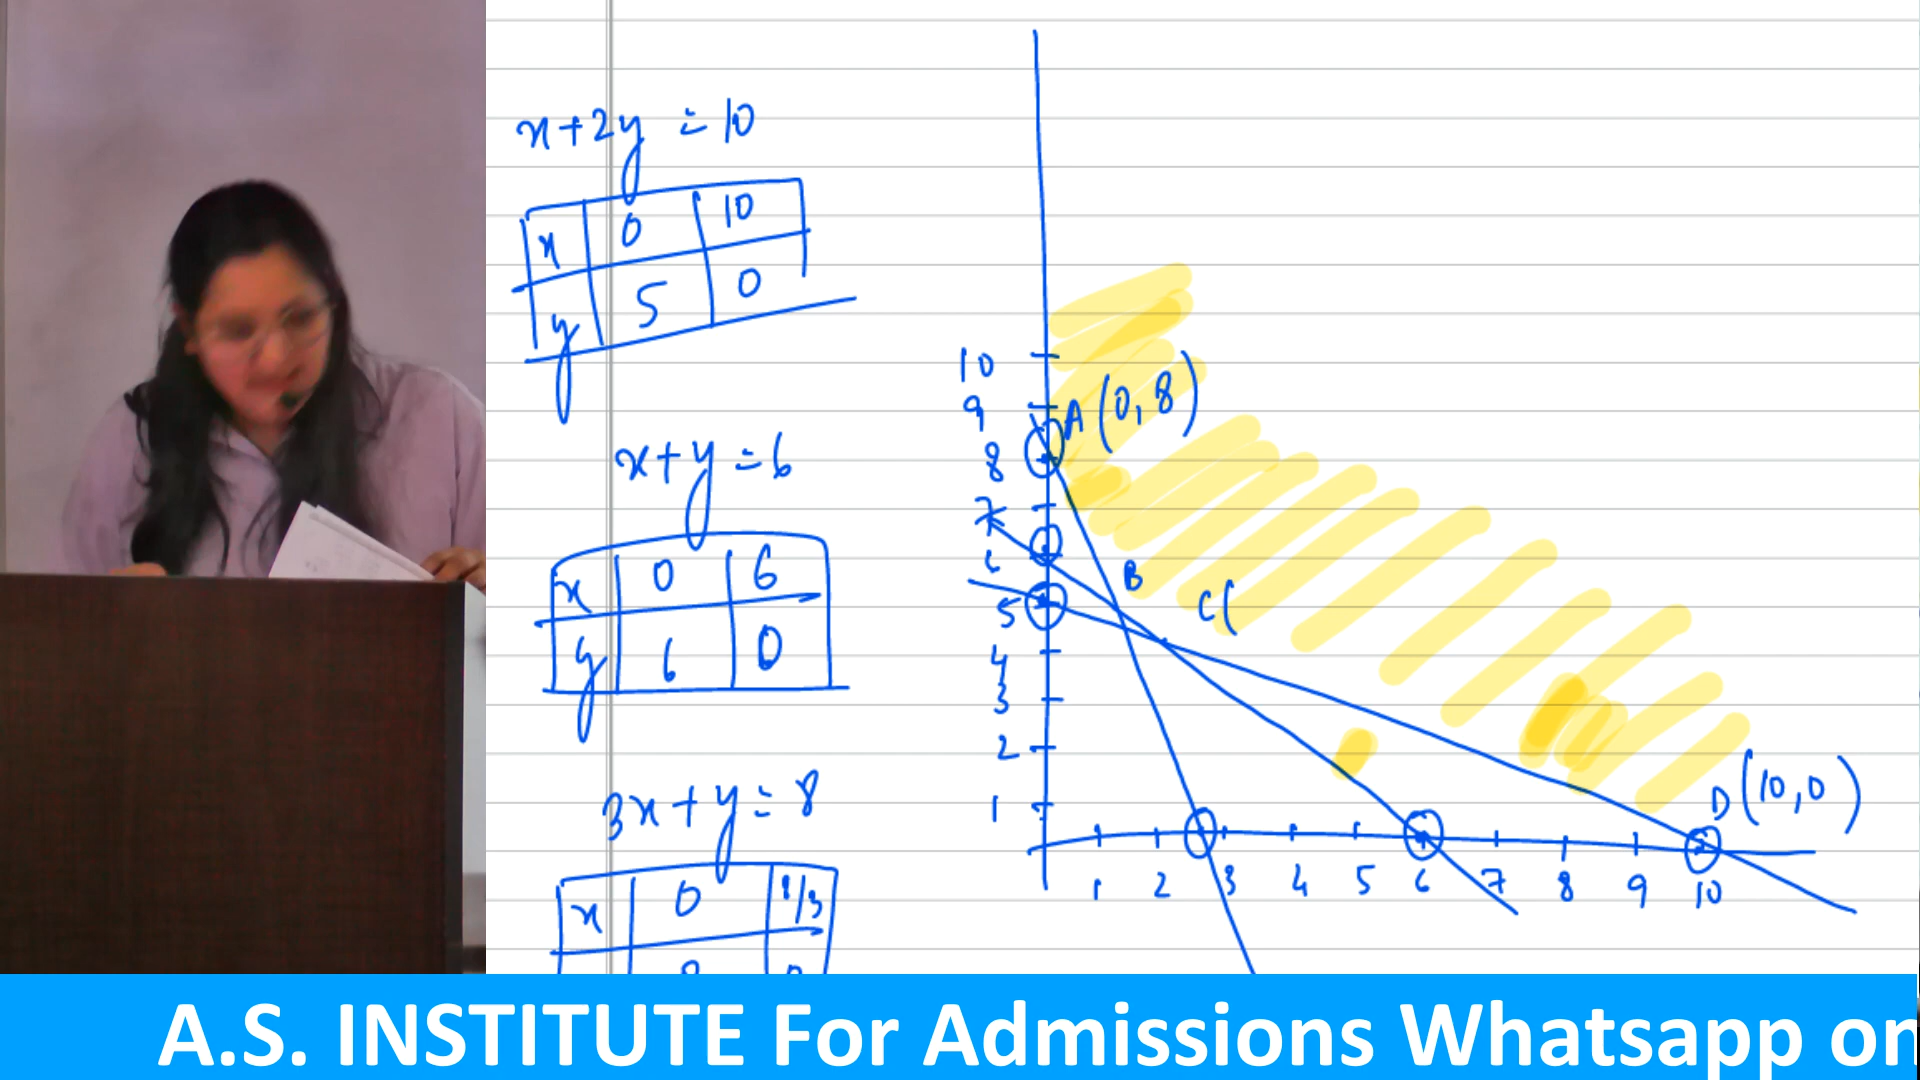 x+2y = 10
x 0 10
y 5 0
x+y = 6
x 0 6
y 6 0
3x+y = 8
x 0 8/3
10
9
8
7
6
5
4
3
2
1
A (0,8)
B
C(
D (10,0)
1 2 3 4 5 6 7 8 9 10
A.S. INSTITUTE For Admissions Whatsapp on